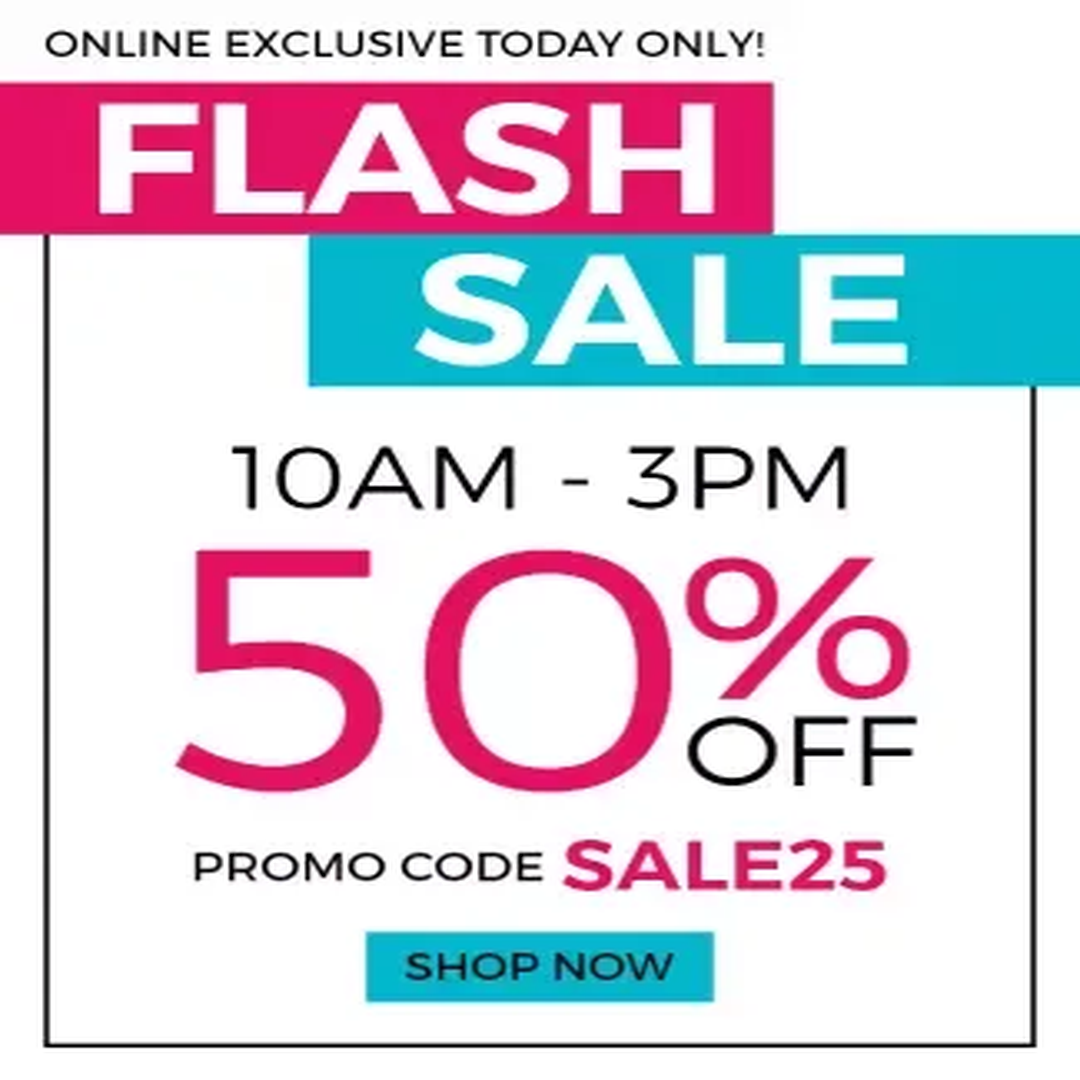 ONLINE EXCLUSIVE TODAY ONLY!
FLASH
SALE
10AM - 3PM
50%
OFF
PROMO CODE SALE25
SHOP NOW